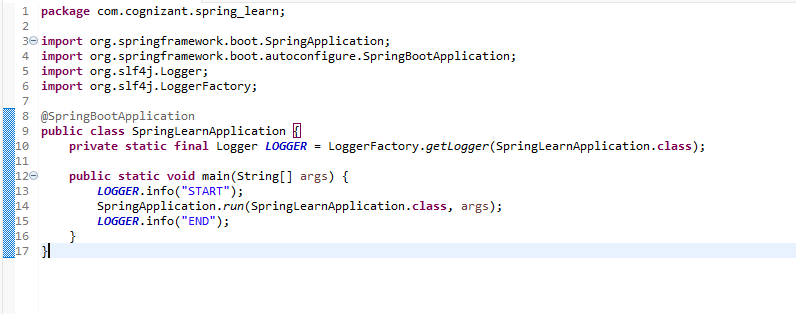 1 package com.cognizant.spring_learn;
2
3 import org.springframework.boot.SpringApplication;
4 import org.springframework.boot.autoconfigure.SpringBootApplication;
5 import org.slf4j.Logger;
6 import org.slf4j.LoggerFactory;
7
8 @SpringBootApplication
9 public class SpringLearnApplication {
10     private static final Logger LOGGER = LoggerFactory.getLogger(SpringLearnApplication.class);
11
12     public static void main(String[] args) {
13         LOGGER.info("START");
14         SpringApplication.run(SpringLearnApplication.class, args);
15         LOGGER.info("END");
16     }
17 }